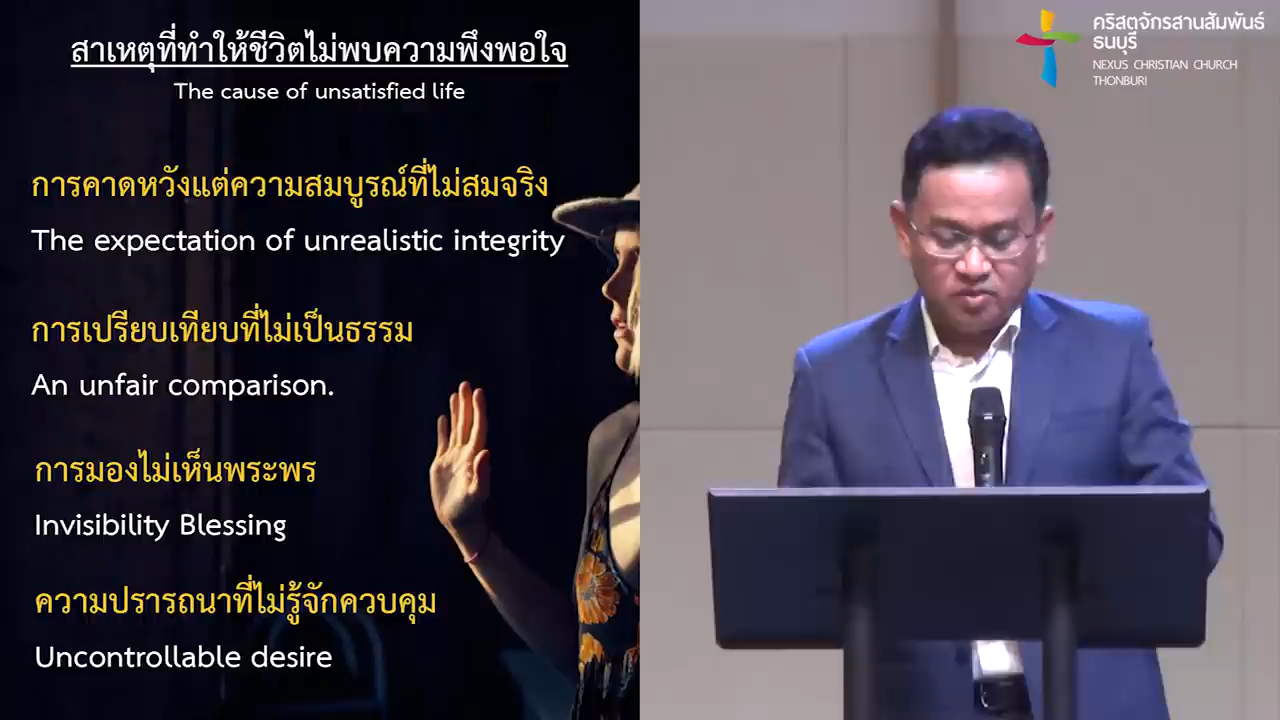 สาเหตุที่ทำให้ชีวิตไม่พบความพึงพอใจ
The cause of unsatisfied life
การคาดหวังแต่ความสมบูรณ์ที่ไม่สมจริง
The expectation of unrealistic integrity
การเปรียบเทียบที่ไม่เป็นธรรม
An unfair comparison.
การมองไม่เห็นพระพร
Invisibility Blessing
ความปรารถนาที่ไม่รู้จักควบคุม
Uncontrollable desire
คริสตจักรสานสัมพันธ์
ธนบุรี
NEXUS CHRISTIAN CHURCH
THONBURI